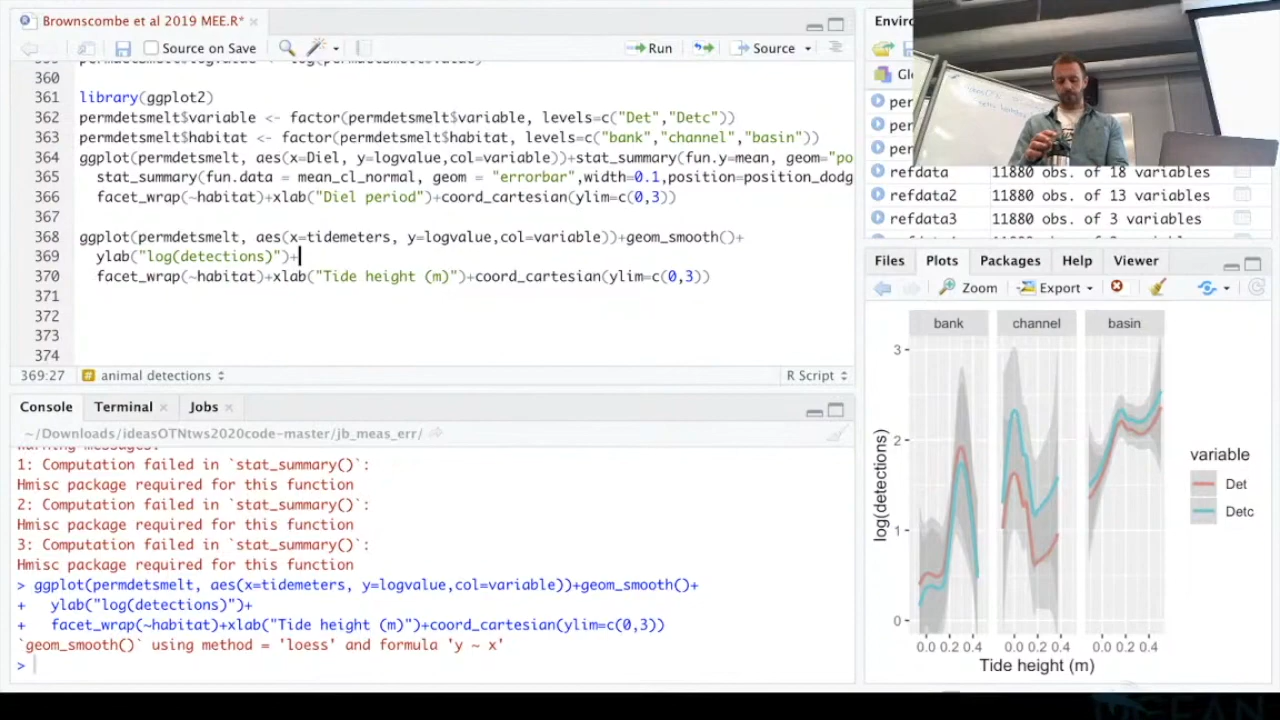 Brownscombe et al 2019 MEE.R*
Source on Save
Run
Source
360
361 library(ggplot2)
362 permdetsmelt$variable <- factor(permdetsmelt$variable, levels=c("Det","Detc"))
363 permdetsmelt$habitat <- factor(permdetsmelt$habitat, levels=c("bank","channel","basin"))
364 ggplot(permdetsmelt, aes(x=Diel, y=logvalue,col=variable))+stat_summary(fun.y=mean, geom="po
365 stat_summary(fun.data = mean_cl_normal, geom = "errorbar",width=0.1,position=position_dodg
366 facet_wrap(~habitat)+xlab("Diel period")+coord_cartesian(ylim=c(0,3))
367
368 ggplot(permdetsmelt, aes(x=tidemeters, y=logvalue,col=variable))+geom_smooth()+
369 ylab("log(detections)")+
370 facet_wrap(~habitat)+xlab("Tide height (m)")+coord_cartesian(ylim=c(0,3))
371
372
373
374
369:27 # animal detections
R Script
Console Terminal Jobs
~/Downloads/ideasOTNtws2020code-master/jb_meas_err/
1: Computation failed in `stat_summary()`:
Hmisc package required for this function
2: Computation failed in `stat_summary()`:
Hmisc package required for this function
3: Computation failed in `stat_summary()`:
Hmisc package required for this function
> ggplot(permdetsmelt, aes(x=tidemeters, y=logvalue,col=variable))+geom_smooth()+
+ ylab("log(detections)")+
+ facet_wrap(~habitat)+xlab("Tide height (m)")+coord_cartesian(ylim=c(0,3))
`geom_smooth()` using method = 'loess' and formula 'y ~ x'
>
refdata 11880 obs. of 18 variables
refdata2 11880 obs. of 13 variables
refdata3 11880 obs. of 3 variables
Files Plots Packages Help Viewer
Zoom Export
bank channel basin
3
2
1
0
log(detections)
0.0 0.2 0.4 0.0 0.2 0.4 0.0 0.2 0.4
Tide height (m)
variable
Det
Detc